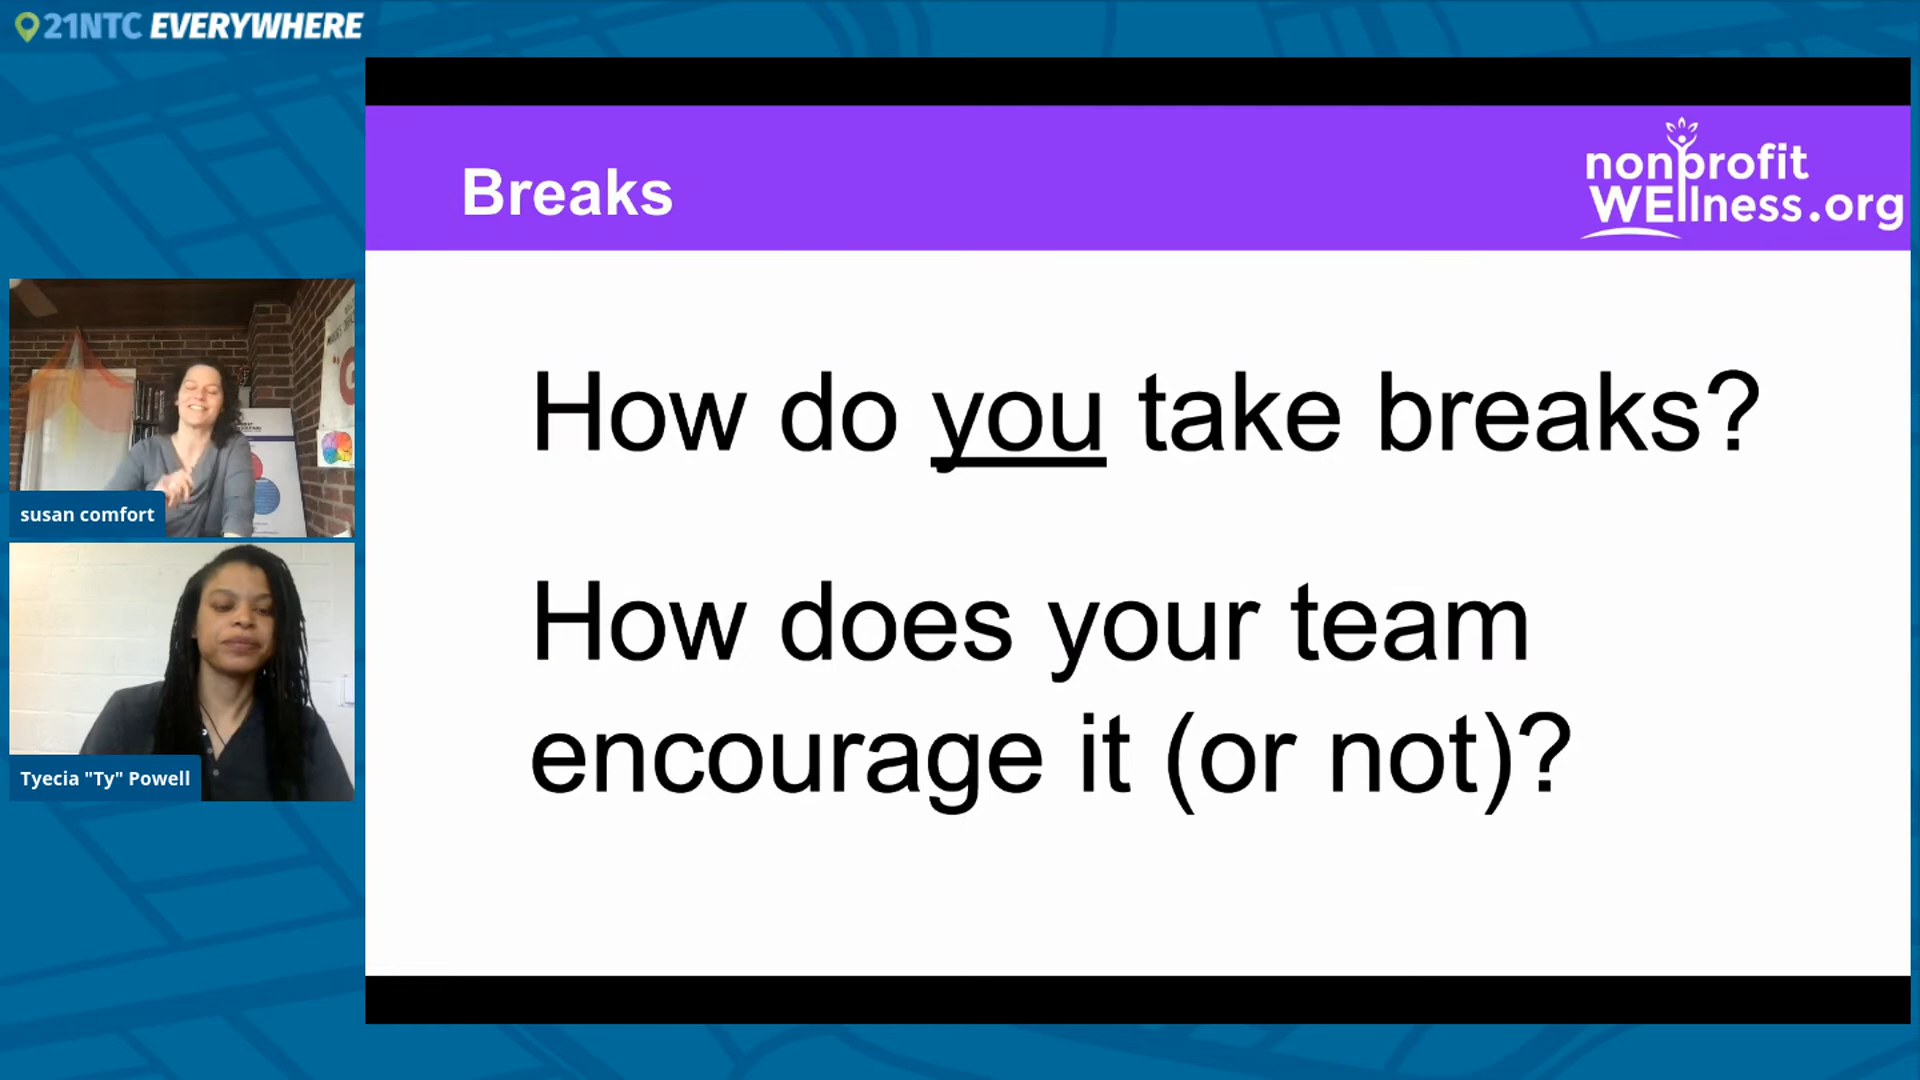 21NTC EVERYWHERE
Breaks
nonprofit
WEllness.org
How do you take breaks?
How does your team
encourage it (or not)?
susan comfort
Tyecia "Ty" Powell